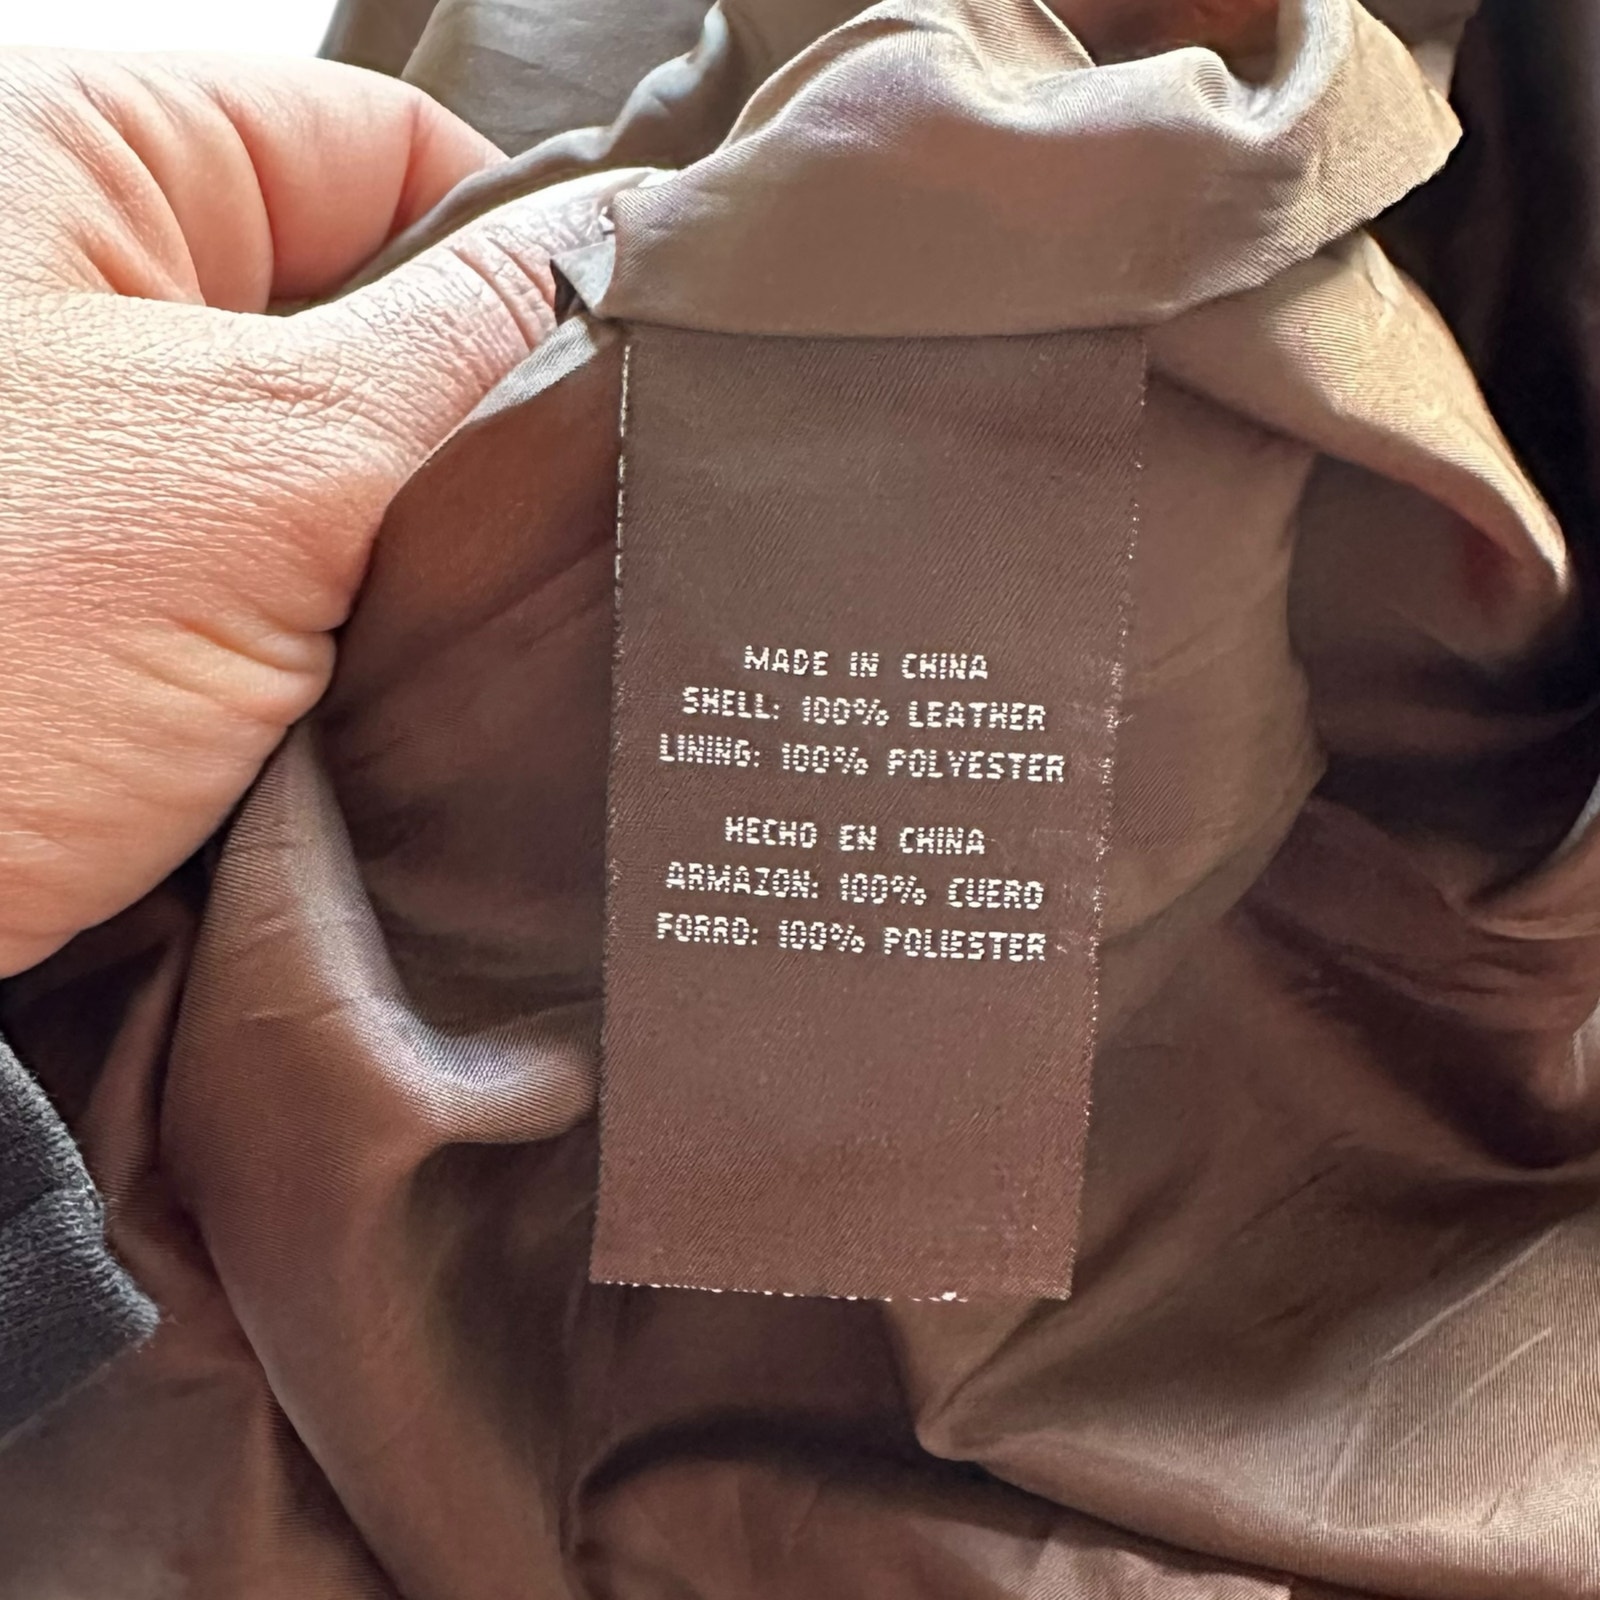 MADE IN CHINA
SHELL: 100% LEATHER
LINING: 100% POLYESTER
HECHO EN CHINA
ARMAZON: 100% CUERO
FORRO: 100% POLIESTER